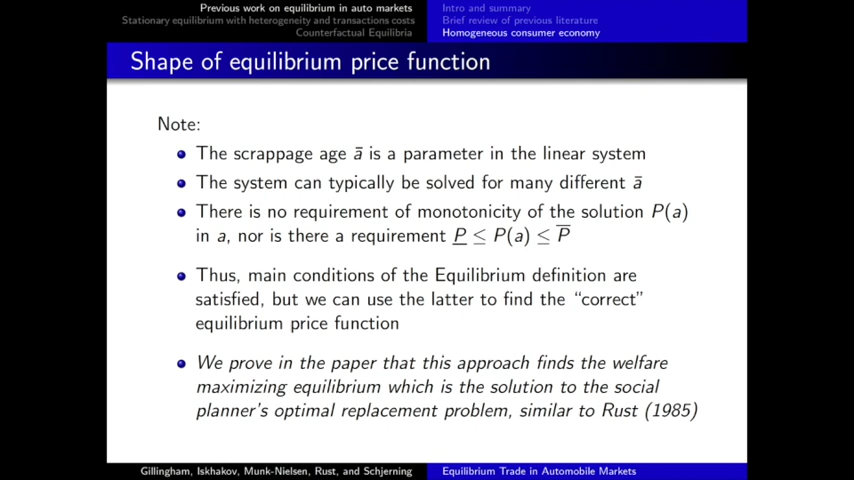 Previous work on equilibrium in auto markets
Stationary equilibrium with heterogeneity and transactions costs
Counterfactual Equilibria
Intro and summary
Brief review of previous literature
Homogeneous consumer economy
Shape of equilibrium price function
Note:
The scrappage age ā is a parameter in the linear system
The system can typically be solved for many different ā
There is no requirement of monotonicity of the solution P(a)
in a, nor is there a requirement P̲ ≤ P(a) ≤ P̅
Thus, main conditions of the Equilibrium definition are
satisfied, but we can use the latter to find the “correct”
equilibrium price function
We prove in the paper that this approach finds the welfare
maximizing equilibrium which is the solution to the social
planner’s optimal replacement problem, similar to Rust (1985)
Gillingham, Iskhakov, Munk-Nielsen, Rust, and Schjerning
Equilibrium Trade in Automobile Markets